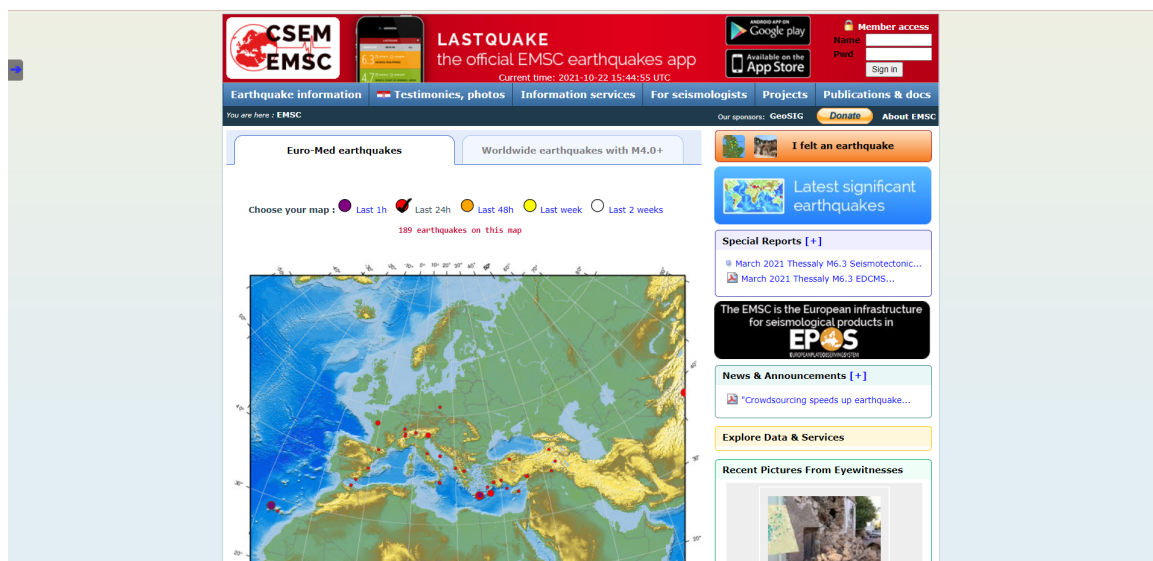 CSEM
EMSC
LASTQUAKE
the official EMSC earthquakes app
Current time: 2021-10-22 15:44:55 UTC
ANDROID APP ON
Google play
Available on the
App Store
Member access
Name
Pwd
Sign in
Earthquake information
Testimonies, photos
Information services
For seismologists
Projects
Publications & docs
You are here : EMSC
Our sponsors: GeoSIG
Donate
About EMSC
Euro-Med earthquakes
Worldwide earthquakes with M4.0+
Choose your map : Last 1h Last 24h Last 48h Last week Last 2 weeks
189 earthquakes on this map
I felt an earthquake
Latest significant
earthquakes
Special Reports [+]
March 2021 Thessaly M6.3 Seismotectonic...
March 2021 Thessaly M6.3 EDCMS...
The EMSC is the European infrastructure
for seismological products in
EPOS
News & Announcements [+]
"Crowdsourcing speeds up earthquake...
Explore Data & Services
Recent Pictures From Eyewitnesses